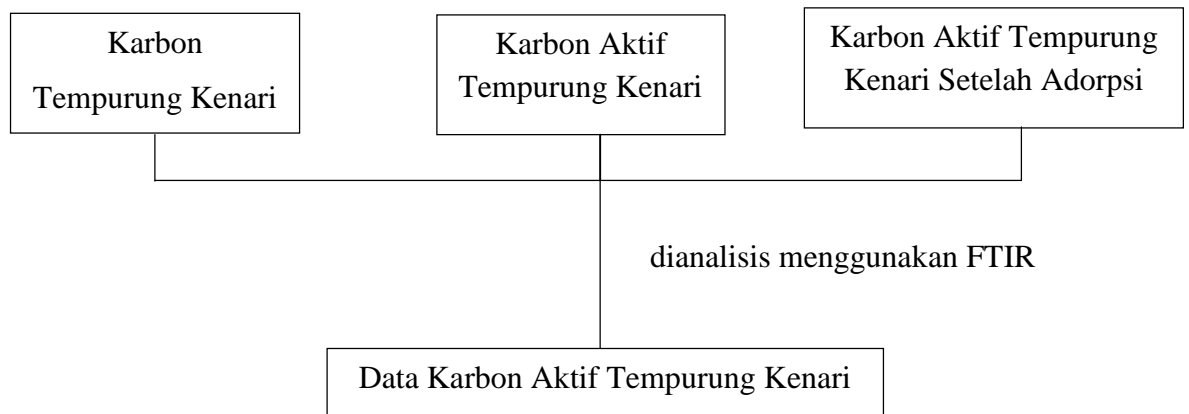 Karbon
Tempurung Kenari
Karbon Aktif
Tempurung Kenari
Karbon Aktif Tempurung
Kenari Setelah Adorpsi
dianalisis menggunakan FTIR
Data Karbon Aktif Tempurung Kenari